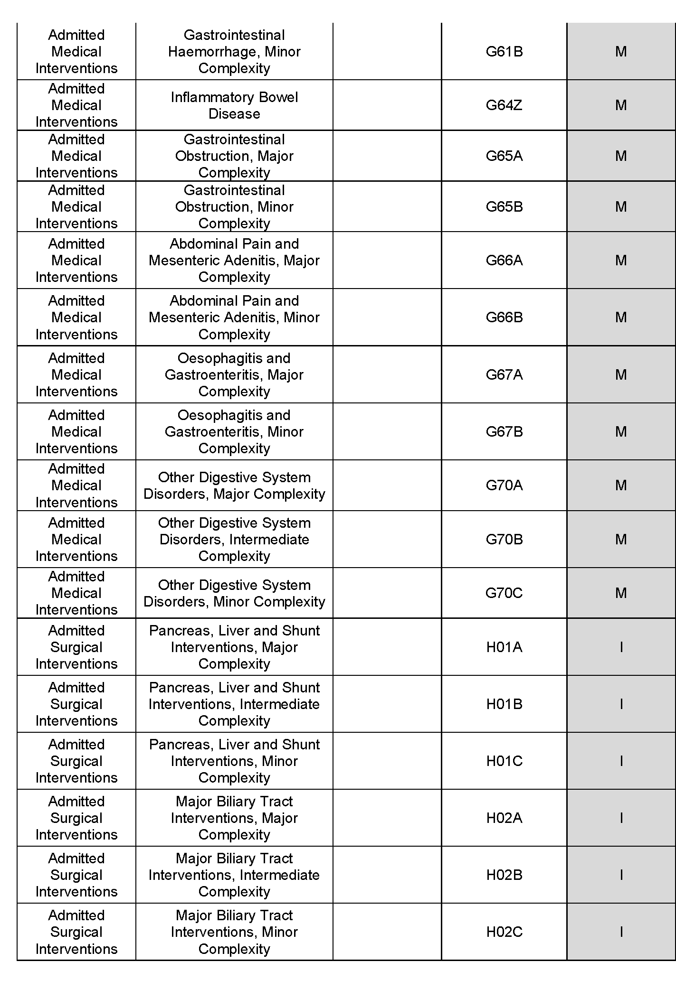 Admitted
Medical
Interventions
Gastrointestinal
Haemorrhage, Minor
Complexity
G61B
M
Admitted
Medical
Interventions
Inflammatory Bowel
Disease
G64Z
M
Admitted
Medical
Interventions
Gastrointestinal
Obstruction, Major
Complexity
G65A
M
Admitted
Medical
Interventions
Gastrointestinal
Obstruction, Minor
Complexity
G65B
M
Admitted
Medical
Interventions
Abdominal Pain and
Mesenteric Adenitis, Major
Complexity
G66A
M
Admitted
Medical
Interventions
Abdominal Pain and
Mesenteric Adenitis, Minor
Complexity
G66B
M
Admitted
Medical
Interventions
Oesophagitis and
Gastroenteritis, Major
Complexity
G67A
M
Admitted
Medical
Interventions
Oesophagitis and
Gastroenteritis, Minor
Complexity
G67B
M
Admitted
Medical
Interventions
Other Digestive System
Disorders, Major Complexity
G70A
M
Admitted
Medical
Interventions
Other Digestive System
Disorders, Intermediate
Complexity
G70B
M
Admitted
Medical
Interventions
Other Digestive System
Disorders, Minor Complexity
G70C
M
Admitted
Surgical
Interventions
Pancreas, Liver and Shunt
Interventions, Major
Complexity
H01A
I
Admitted
Surgical
Interventions
Pancreas, Liver and Shunt
Interventions, Intermediate
Complexity
H01B
I
Admitted
Surgical
Interventions
Pancreas, Liver and Shunt
Interventions, Minor
Complexity
H01C
I
Admitted
Surgical
Interventions
Major Biliary Tract
Interventions, Major
Complexity
H02A
I
Admitted
Surgical
Interventions
Major Biliary Tract
Interventions, Intermediate
Complexity
H02B
I
Admitted
Surgical
Interventions
Major Biliary Tract
Interventions, Minor
Complexity
H02C
I